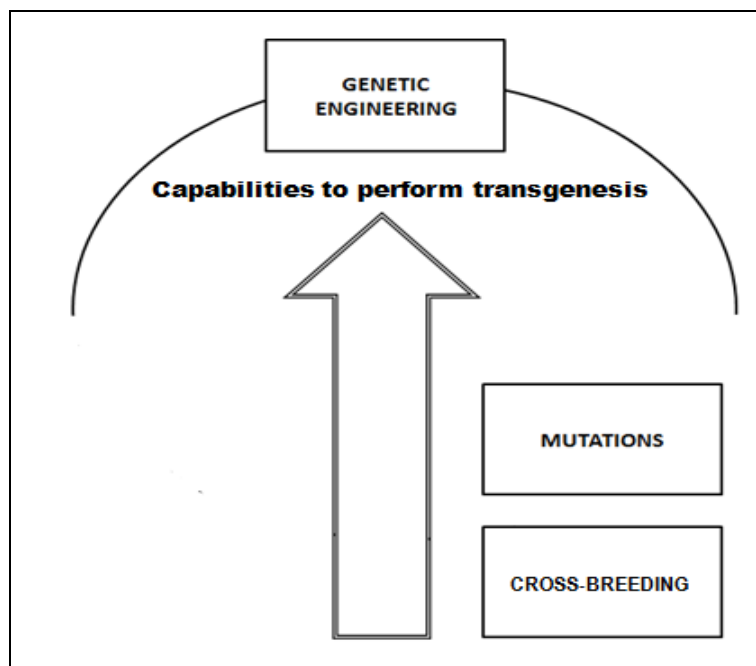 GENETIC
ENGINEERING
Capabilities to perform transgenesis
MUTATIONS
CROSS-BREEDING